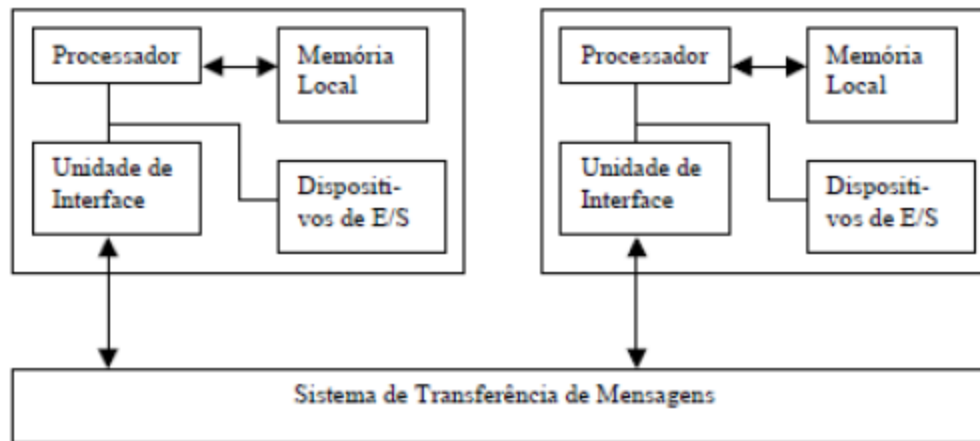 Processador
Memória
Local
Unidade de
Interface
Dispositi-
vos de E/S
Processador
Memória
Local
Unidade de
Interface
Dispositi-
vos de E/S
Sistema de Transferência de Mensagens